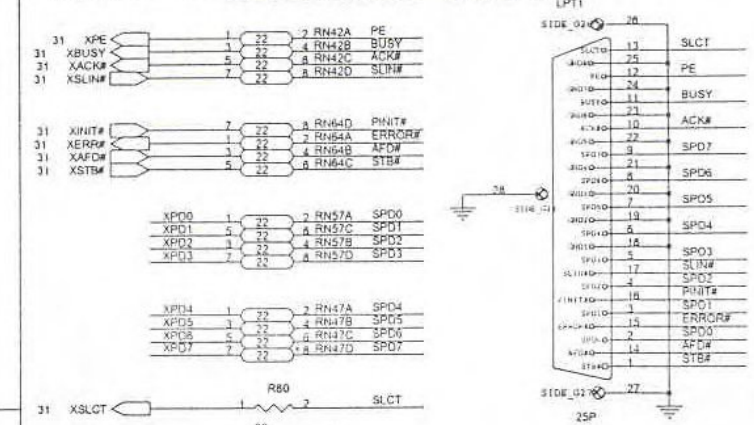 31 XPE 1 22 2 RN42A PE
31 XBUSY 3 22 4 RN42B BUSY
31 XACK# 5 22 6 RN42C ACK#
31 XSLIN# 7 22 8 RN42D SLIN#
31 XINIT# 7 22 8 RN64D PINIT#
31 XERR# 1 22 2 RN64A ERROR#
31 XAFD# 3 22 4 RN64B AFD#
31 XSTB# 5 22 6 RN64C STB#
XPD0 1 22 2 RN57A SPD0
XPD1 5 22 6 RN57C SPD1
XPD2 3 22 4 RN57B SPD2
XPD3 7 22 8 RN57D SPD3
XPD4 1 22 2 RN47A SPD4
XPD5 3 22 4 RN47B SPD5
XPD6 5 22 6 RN47C SPD6
XPD7 7 22 8 RN47D SPD7
R80
31 XSLCT 1 2 SLCT
LPT1
SIDE_G26 26
13 SLCT
25
12 PE
24
11 BUSY
23
10 ACK#
22
9 SPD7
21
8 SPD6
28 20
7 SPD5
19
6 SPD4
18
5 SPD3
17 SLIN#
4 SPD2
16 PINIT#
3 SPD1
15 ERROR#
2 SPD0
14 AFD#
1 STB#
SIDE_G27 27
25P